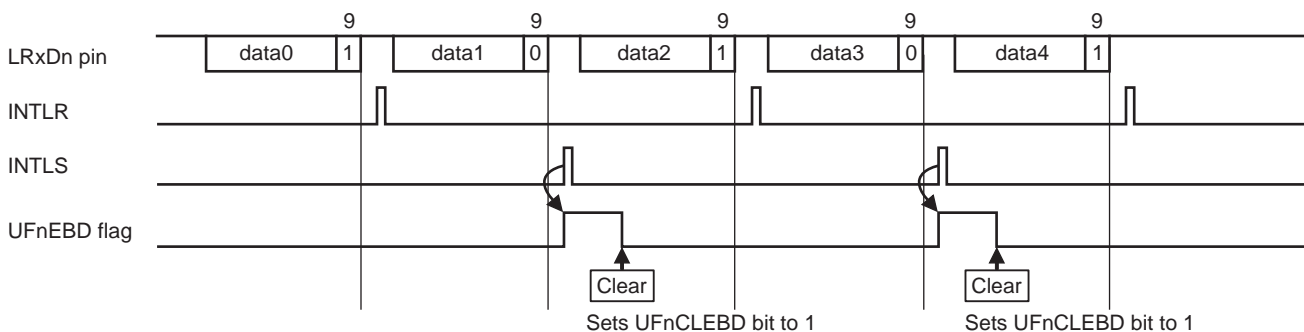 9 9 9 9 9
LRxDn pin data0 1 data1 0 data2 1 data3 0 data4 1
INTLR
INTLS
UFnEBD flag
Clear Clear
Sets UFnCLEBD bit to 1 Sets UFnCLEBD bit to 1